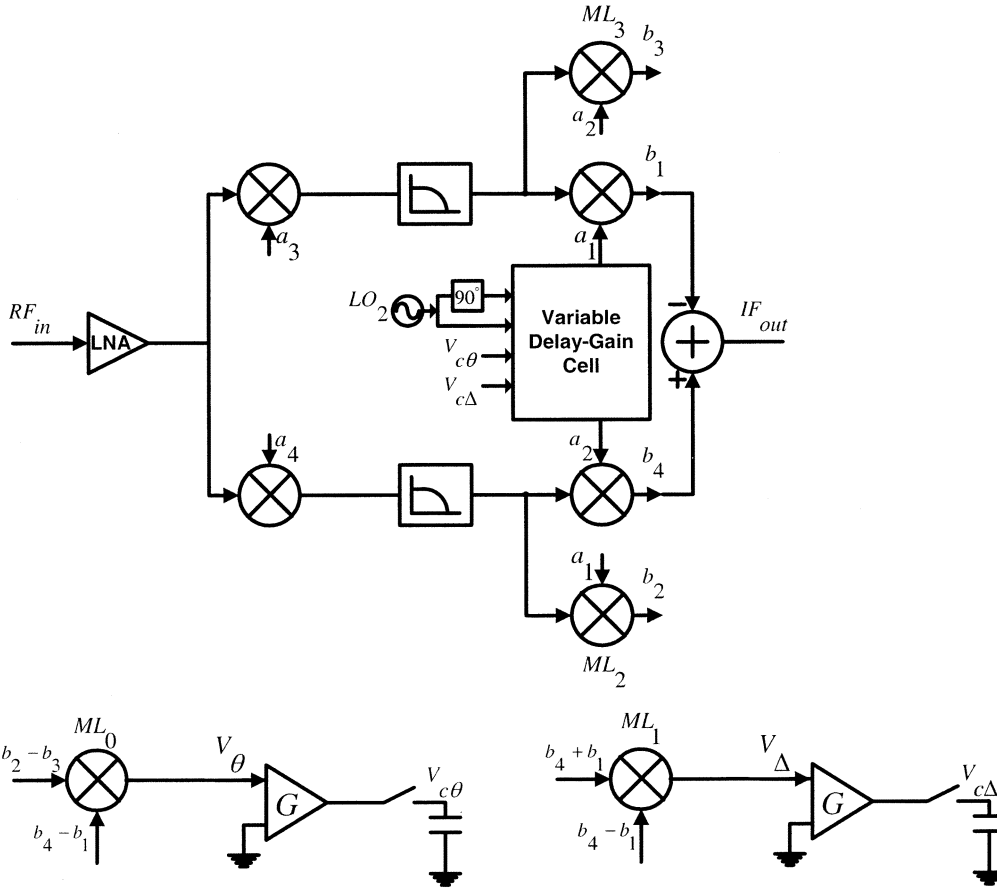 ML3
b3
a2
b1
a3
a1
LO2
90°
RFin
LNA
Variable
Delay-Gain
Cell
Vcθ
VcΔ
−
+
IFout
+
a4
a2
b4
a1
b2
ML2
ML0
b2 − b3
Vθ
G
Vcθ
b4 − b1
ML1
b4 + b1
VΔ
G
VcΔ
b4 − b1